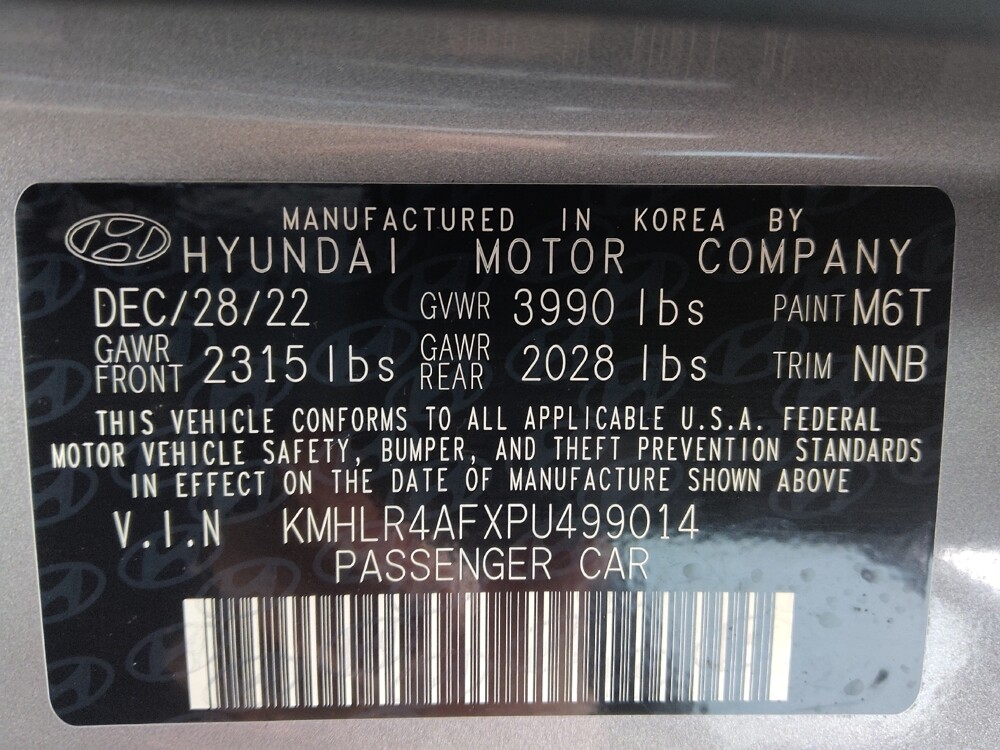 MANUFACTURED IN KOREA BY
HYUNDAI MOTOR COMPANY
DEC/28/22 GVWR 3990 lbs PAINT M6T
GAWR FRONT 2315 lbs GAWR REAR 2028 lbs TRIM NNB
THIS VEHICLE CONFORMS TO ALL APPLICABLE U.S.A. FEDERAL
MOTOR VEHICLE SAFETY, BUMPER, AND THEFT PREVENTION STANDARDS
IN EFFECT ON THE DATE OF MANUFACTURE SHOWN ABOVE
V.I.N KMHLR4AFXPU499014
PASSENGER CAR